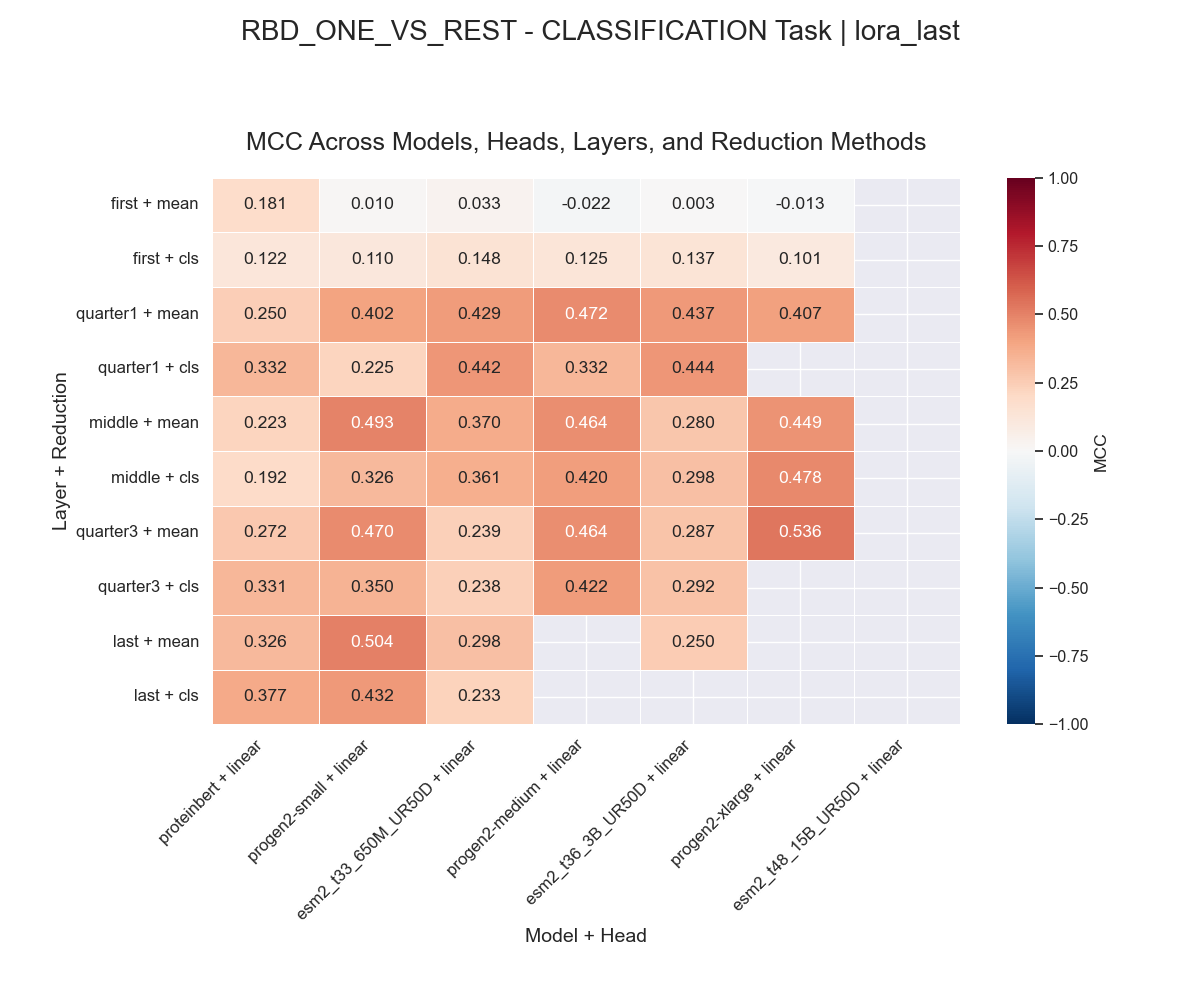 RBD_ONE_VS_REST - CLASSIFICATION Task | lora_last
MCC Across Models, Heads, Layers, and Reduction Methods
Layer + Reduction
first + mean 0.181 0.010 0.033 -0.022 0.003 -0.013
first + cls 0.122 0.110 0.148 0.125 0.137 0.101
quarter1 + mean 0.250 0.402 0.429 0.472 0.437 0.407
quarter1 + cls 0.332 0.225 0.442 0.332 0.444
middle + mean 0.223 0.493 0.370 0.464 0.280 0.449
middle + cls 0.192 0.326 0.361 0.420 0.298 0.478
quarter3 + mean 0.272 0.470 0.239 0.464 0.287 0.536
quarter3 + cls 0.331 0.350 0.238 0.422 0.292
last + mean 0.326 0.504 0.298 0.250
last + cls 0.377 0.432 0.233
proteinbert + linear
progen2-small + linear
esm2_t33_650M_UR50D + linear
progen2-medium + linear
esm2_t36_3B_UR50D + linear
progen2-xlarge + linear
esm2_t48_15B_UR50D + linear
Model + Head
1.00
0.75
0.50
0.25
0.00
−0.25
−0.50
−0.75
−1.00
MCC